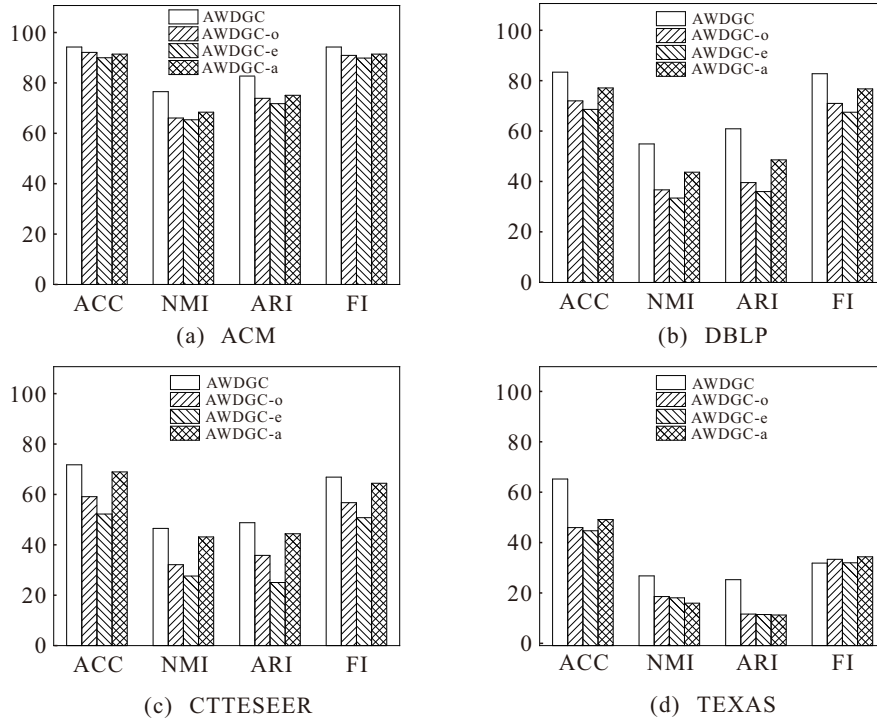 100
80
60
40
20
0
AWDGC
AWDGC-o
AWDGC-e
AWDGC-a
ACC NMI ARI FI
(a) ACM
100
80
60
40
20
0
AWDGC
AWDGC-o
AWDGC-e
AWDGC-a
ACC NMI ARI FI
(b) DBLP
100
80
60
40
20
0
AWDGC
AWDGC-o
AWDGC-e
AWDGC-a
ACC NMI ARI FI
(c) CTTESEER
100
80
60
40
20
0
AWDGC
AWDGC-o
AWDGC-e
AWDGC-a
ACC NMI ARI FI
(d) TEXAS